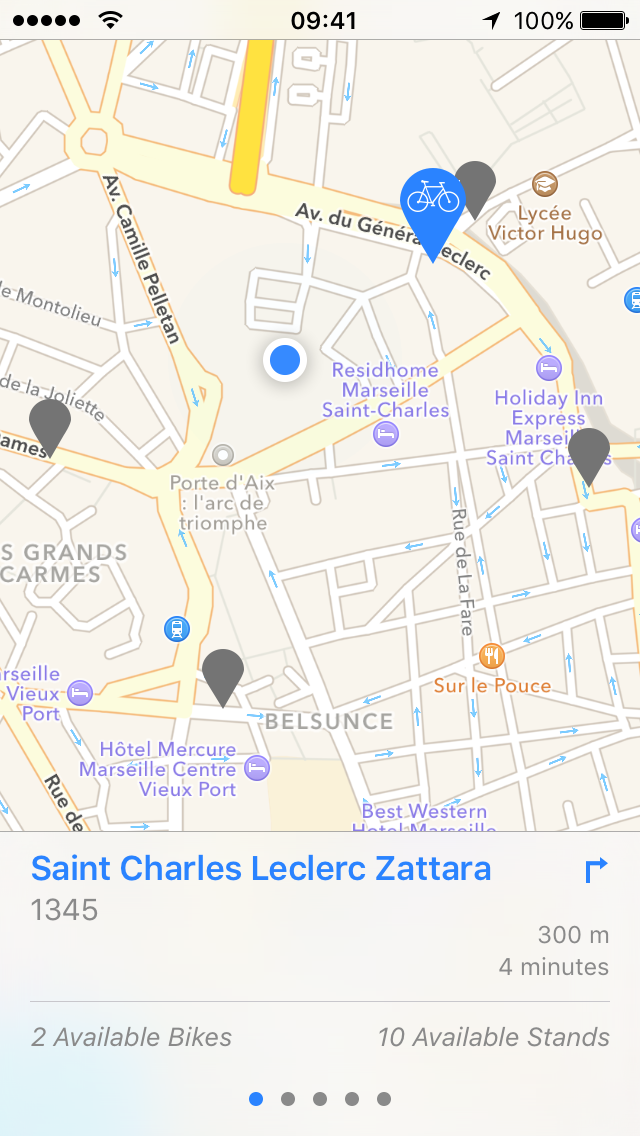 09:41
100%
Av. Camille Pelletan
Av. du Généra
eclerc
Lycée
Victor Hugo
de Montolieu
de la Joliette
Residhome
Marseille
Saint-Charles
Holiday Inn
Express
Saint
Porte d'Aix
: l'arc de
triomphe
S GRANDS
CARMES
Rue de La Fare
Vieux
Port
Sur le Pouce
BELSUNCE
Hôtel Mercure
Marseille Centre
Vieux Port
Rue de
Best Western
Hotel Marseille
Saint Charles Leclerc Zattara
1345
300 m
4 minutes
2 Available Bikes
10 Available Stands